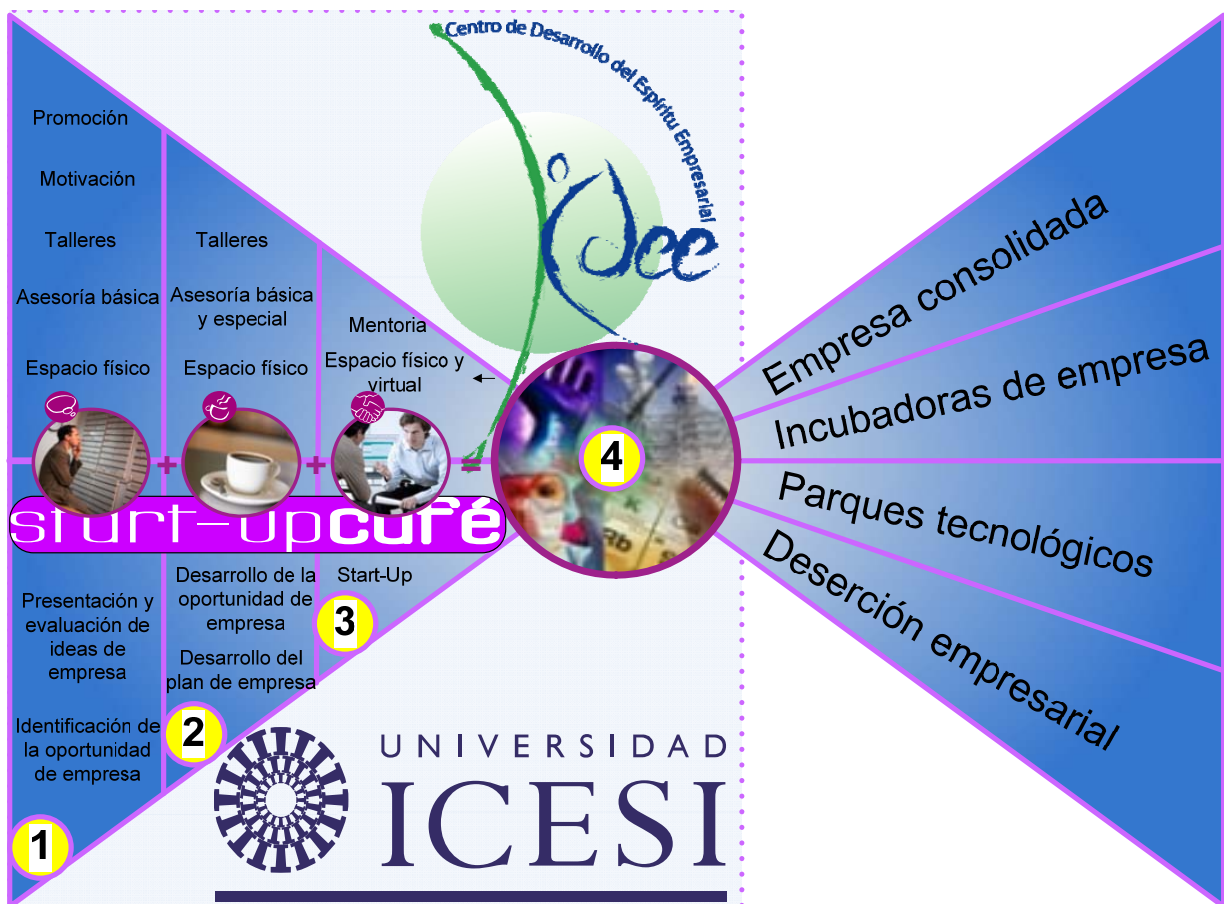 Centro de Desarrollo del Espíritu Empresarial
cdee
Promoción
Motivación
Talleres
Asesoría básica
Espacio físico
Talleres
Asesoría básica
y especial
Espacio físico
Mentoria
Espacio físico y
virtual
+
+
=
4
start-upcafé
Presentación y
evaluación de
ideas de
empresa
Identificación de
la oportunidad
de empresa
1
Desarrollo de la
oportunidad de
empresa
Desarrollo del
plan de empresa
2
Start-Up
3
Empresa consolidada
Incubadoras de empresa
Parques tecnológicos
Deserción empresarial
UNIVERSIDAD
ICESI